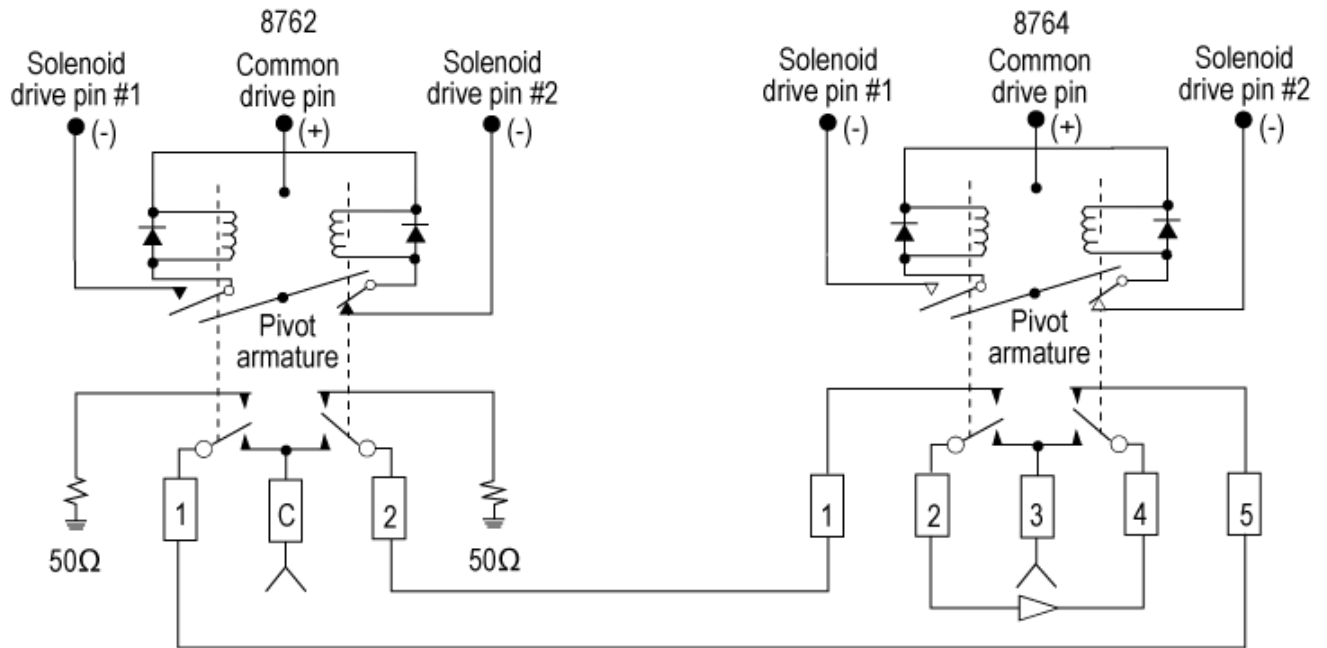 8762
Solenoid
drive pin #1
(-)
Common
drive pin
(+)
Solenoid
drive pin #2
(-)
Pivot
armature
50Ω
1
C
2
50Ω
8764
Solenoid
drive pin #1
(-)
Common
drive pin
(+)
Solenoid
drive pin #2
(-)
Pivot
armature
1
2
3
4
5